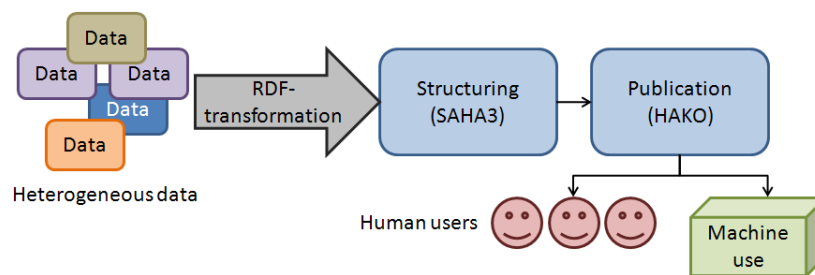 Data
Data
Data
Data
Data
Heterogeneous data
RDF-
transformation
Structuring
(SAHA3)
Publication
(HAKO)
Human users
Machine
use